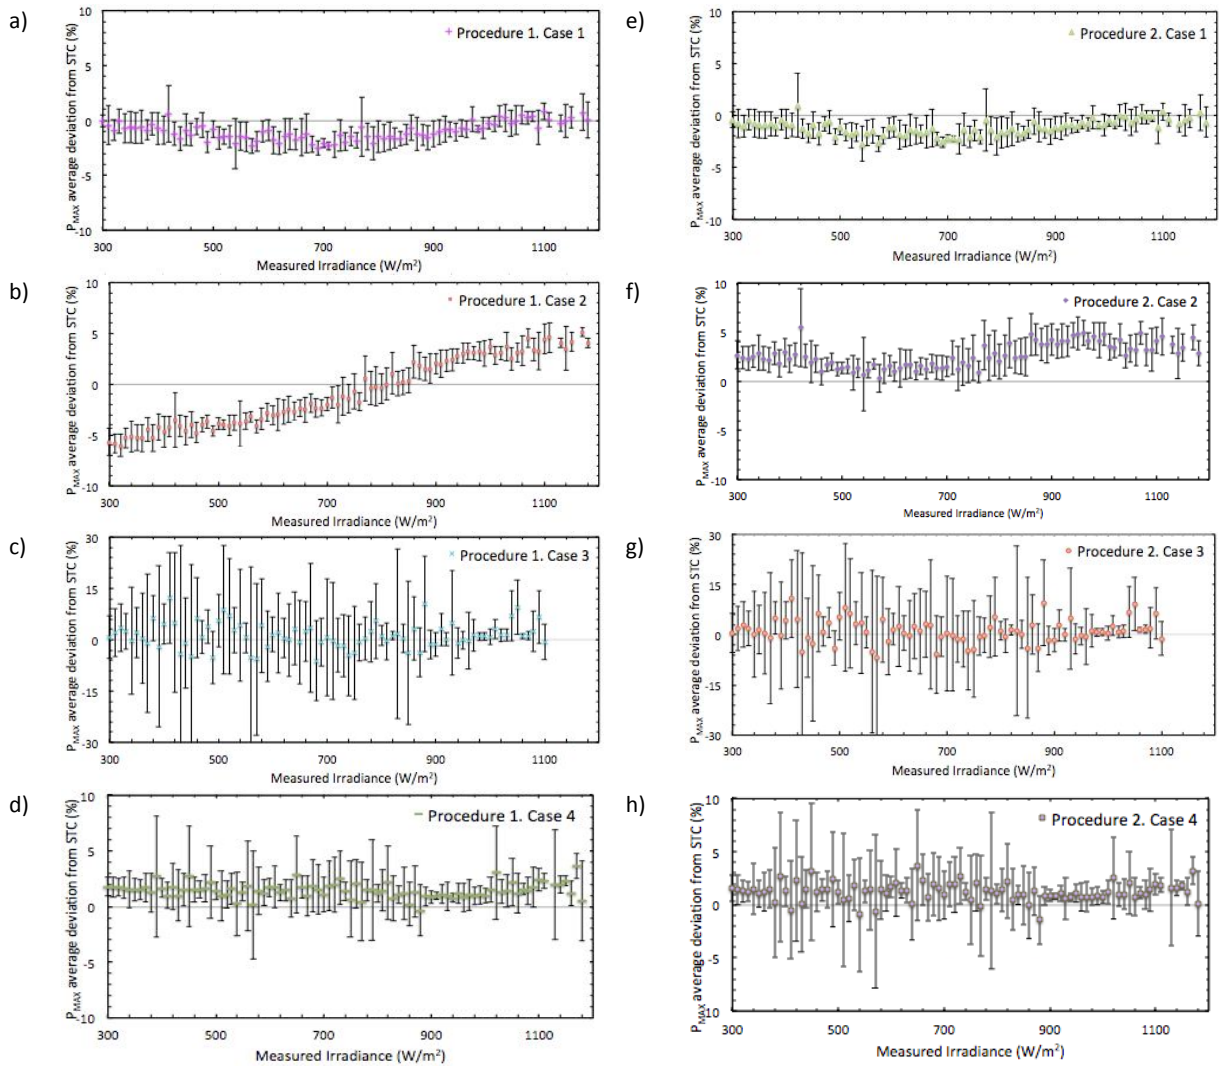 a)
10
5
0
-5
-10
P_MAX average deviation from STC (%)
Procedure 1. Case 1
300 500 700 900 1100
Measured Irradiance (W/m²)
e)
10
5
0
-5
-10
P_MAX average deviation from STC (%)
Procedure 2. Case 1
300 500 700 900 1100
Measured Irradiance (W/m²)
b)
10
5
0
-5
-10
P_MAX average deviation from STC (%)
Procedure 1. Case 2
300 500 700 900 1100
Measured Irradiance (W/m²)
f)
10
5
0
-5
-10
P_MAX average deviation from STC (%)
Procedure 2. Case 2
300 500 700 900 1100
Measured Irradiance (W/m²)
c)
30
15
0
-15
-30
P_MAX average deviation from STC (%)
Procedure 1. Case 3
300 500 700 900 1100
Measured Irradiance (W/m²)
g)
30
15
0
-15
-30
P_MAX average deviation from STC (%)
Procedure 2. Case 3
300 500 700 900 1100
Measured Irradiance (W/m²)
d)
10
5
0
-5
-10
P_MAX average deviation from STC (%)
Procedure 1. Case 4
300 500 700 900 1100
Measured Irradiance (W/m²)
h)
10
5
0
-5
-10
P_MAX average deviation from STC (%)
Procedure 2. Case 4
300 500 700 900 1100
Measured Irradiance (W/m²)